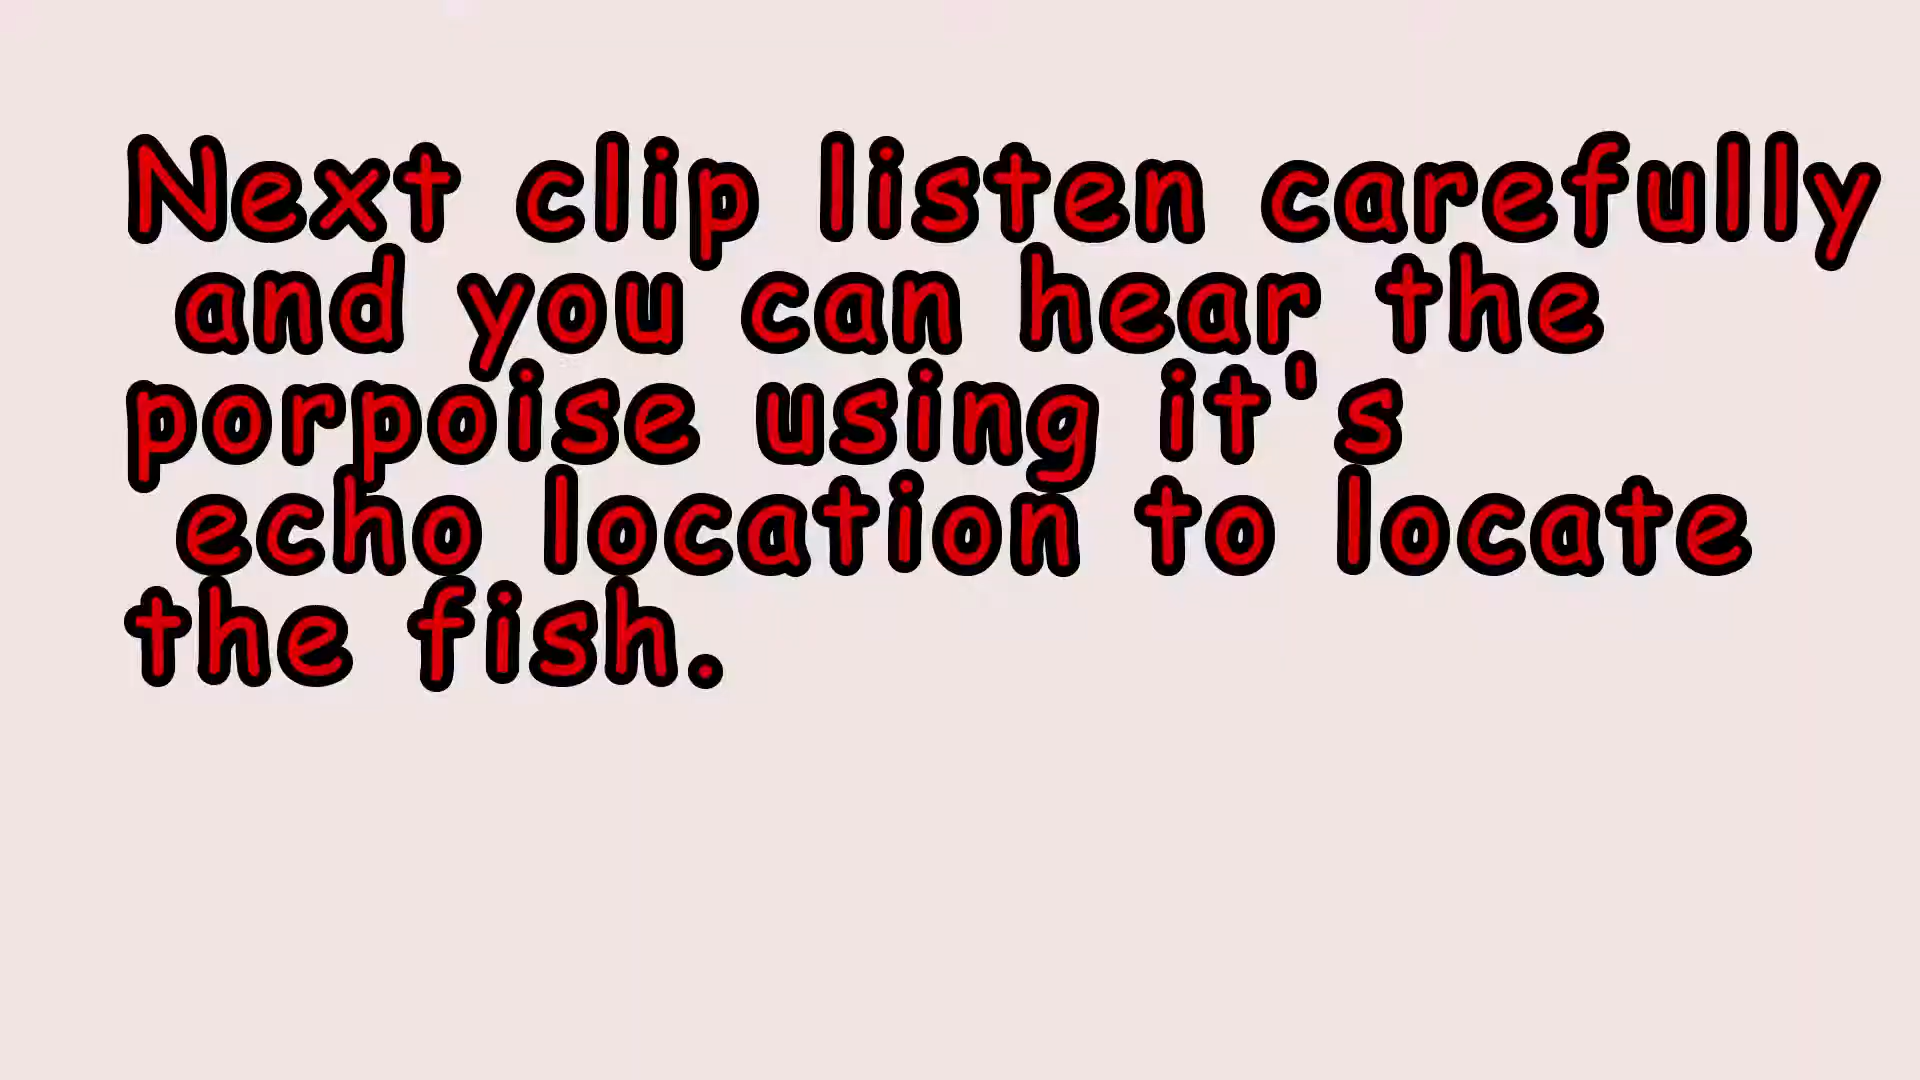 Next clip listen carefully
and you can hear the
porpoise using it's
echo location to locate
the fish.